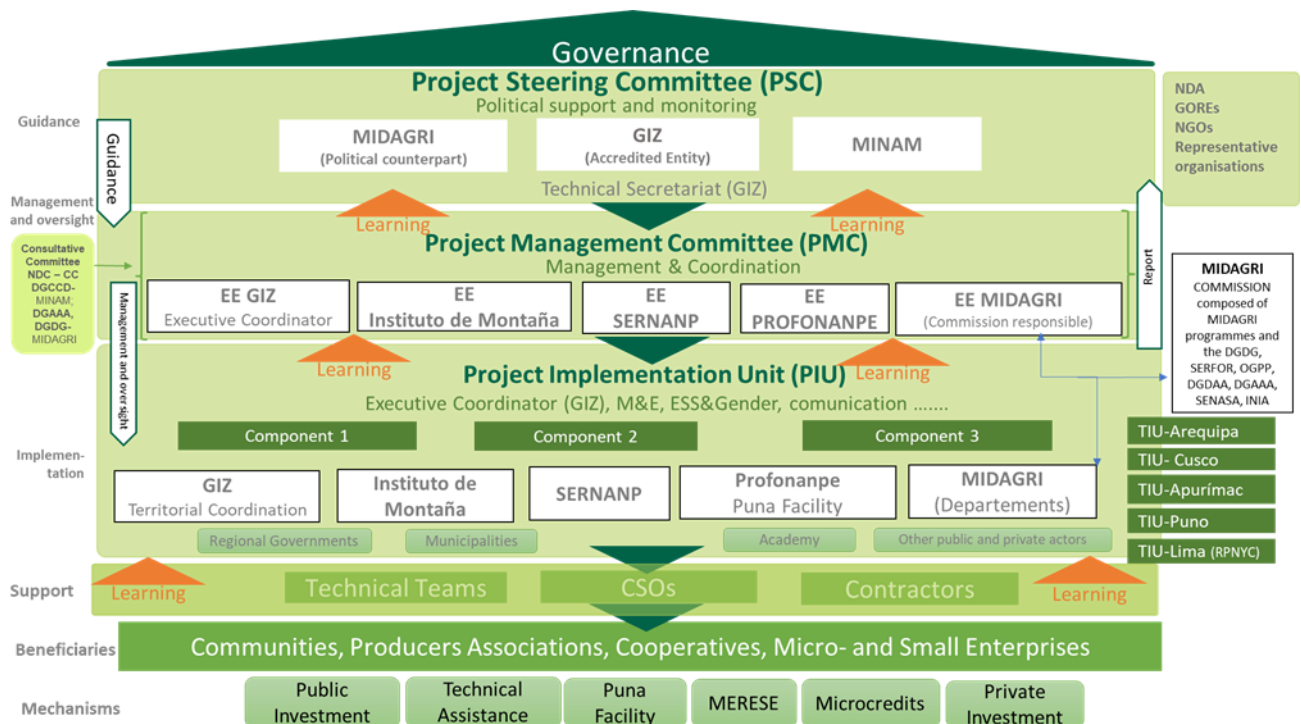 Governance
Project Steering Committee (PSC)
Political support and monitoring
Guidance
Guidance
MIDAGRI
(Political counterpart)
GIZ
(Accredited Entity)
MINAM
Technical Secretariat (GIZ)
NDA
GOREs
NGOs
Representative
organisations
Management
and oversight
Learning
Learning
Project Management Committee (PMC)
Management & Coordination
Consultative
Committee
NDC – CC
DGCCD-
MINAM;
DGAAA,
DGDG-
MIDAGRI
EE GIZ
Executive Coordinator
EE
Instituto de Montaña
EE
SERNANP
EE
PROFONANPE
EE MIDAGRI
(Commission responsible)
Report
MIDAGRI
COMMISSION
composed of
MIDAGRI
programmes and
the DGDG,
SERFOR, OGPP,
DGDAA, DGAAA,
SENASA, INIA
Management and oversight
Learning
Learning
Project Implementation Unit (PIU)
Executive Coordinator (GIZ), M&E, ESS&Gender, comunication …....
Component 1
Component 2
Component 3
Implemen-
tation
GIZ
Territorial Coordination
Instituto de
Montaña
SERNANP
Profonanpe
Puna Facility
MIDAGRI
(Departements)
TIU-Arequipa
TIU- Cusco
TIU-Apurímac
TIU-Puno
TIU-Lima (RPNYC)
Regional Governments
Municipalities
Academy
Other public and private actors
Support
Learning
Technical Teams
CSOs
Contractors
Learning
Beneficiaries
Communities, Producers Associations, Cooperatives, Micro- and Small Enterprises
Mechanisms
Public
Investment
Technical
Assistance
Puna
Facility
MERESE
Microcredits
Private
Investment